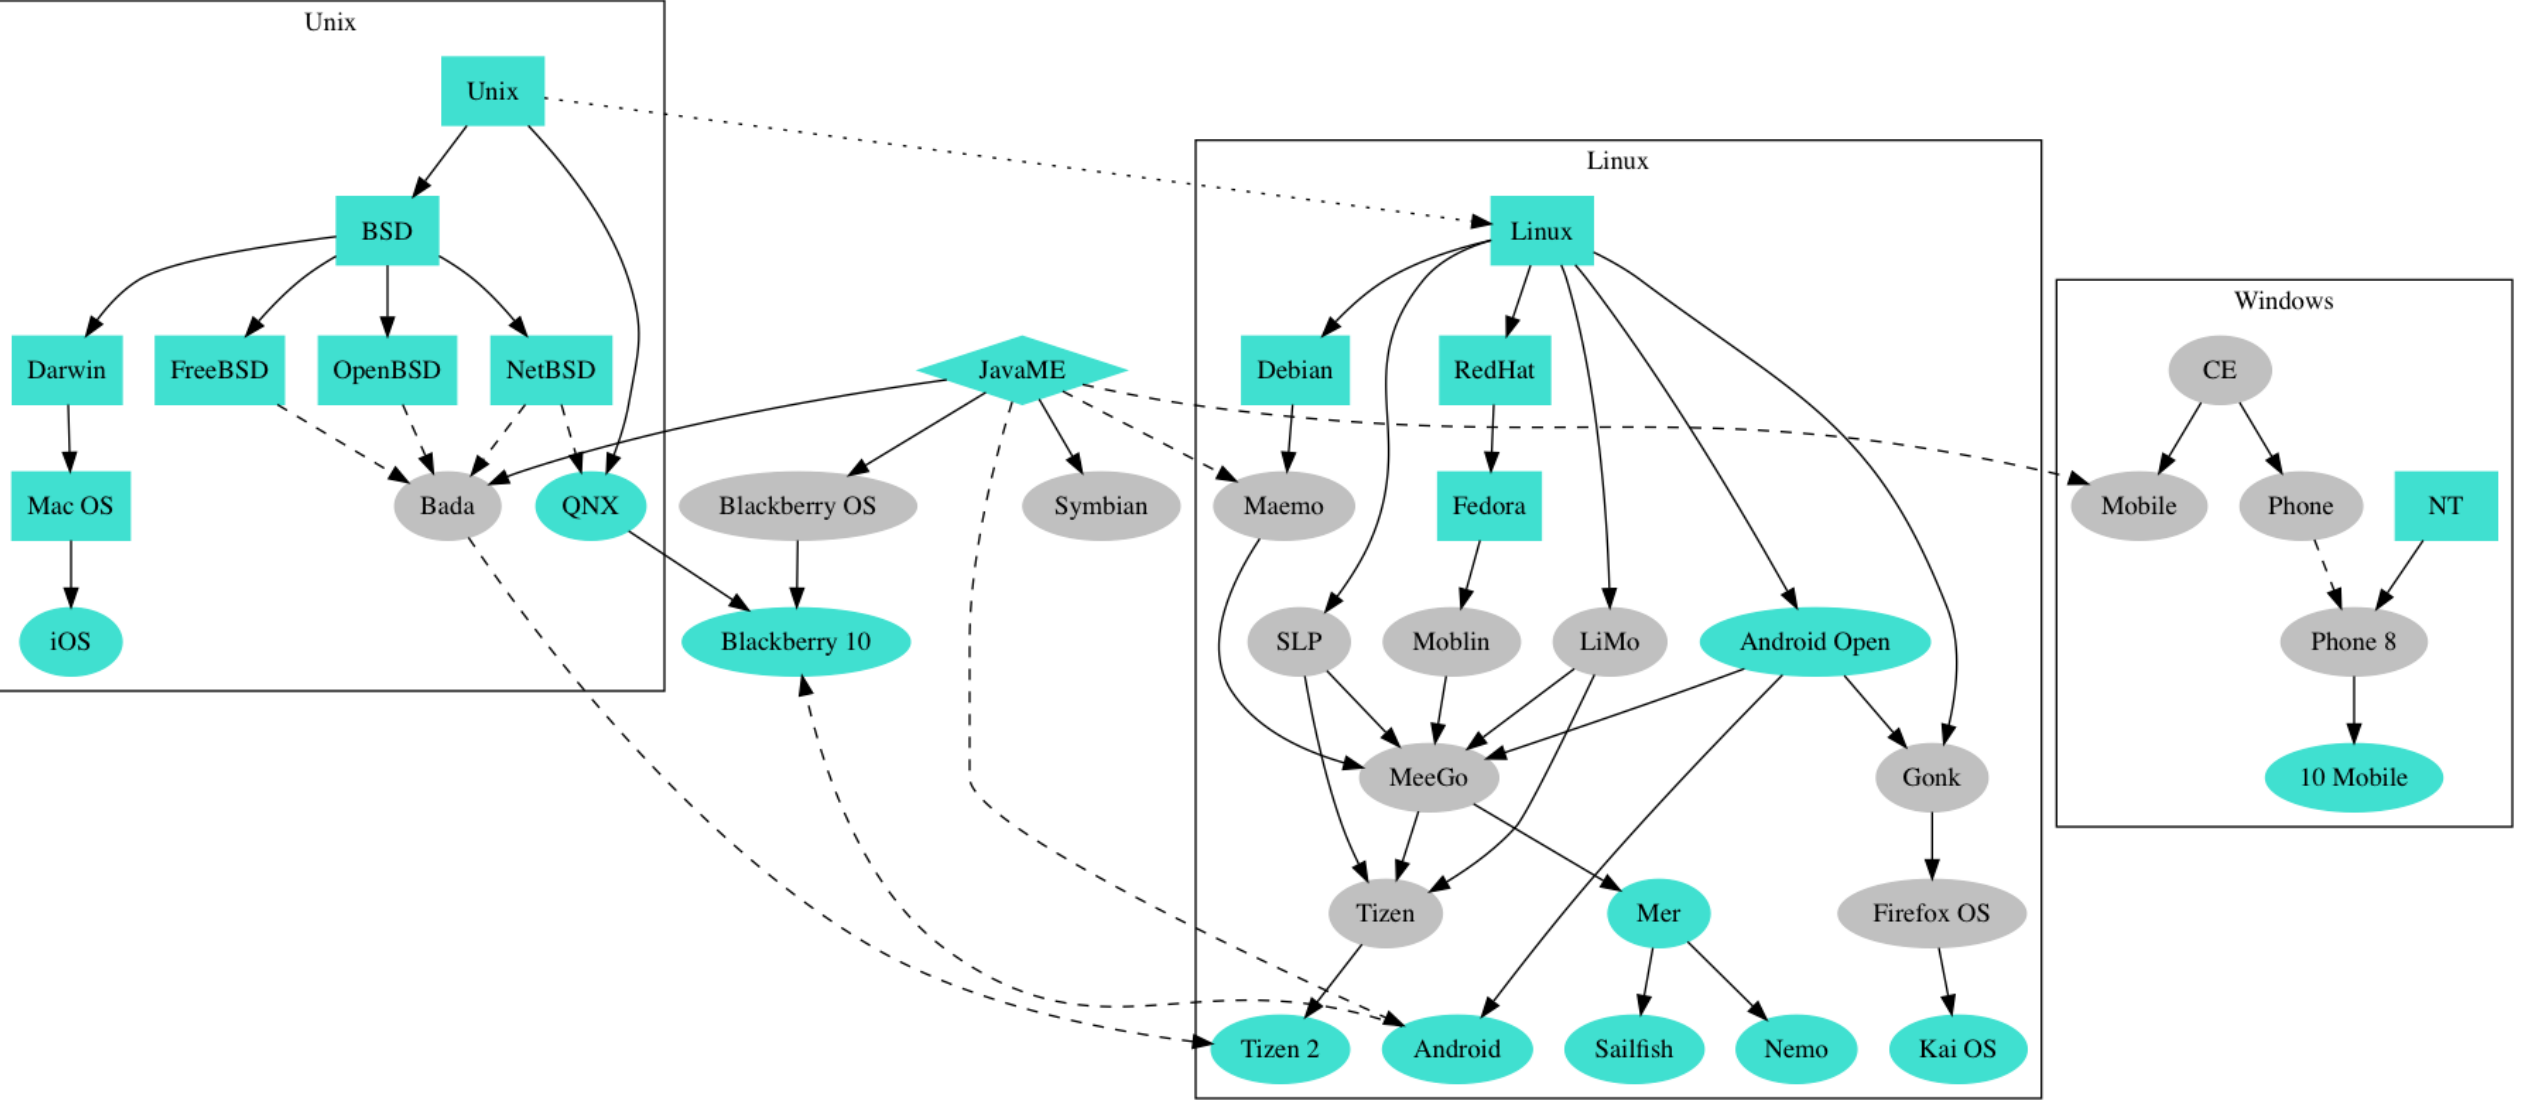 Unix
Unix
Linux
BSD
Linux
Windows
Darwin
FreeBSD
OpenBSD
NetBSD
JavaME
Debian
RedHat
CE
Mac OS
Bada
QNX
Blackberry OS
Symbian
Maemo
Fedora
Mobile
Phone
NT
iOS
Blackberry 10
SLP
Moblin
LiMo
Android Open
Phone 8
MeeGo
Gonk
10 Mobile
Tizen
Mer
Firefox OS
Tizen 2
Android
Sailfish
Nemo
Kai OS